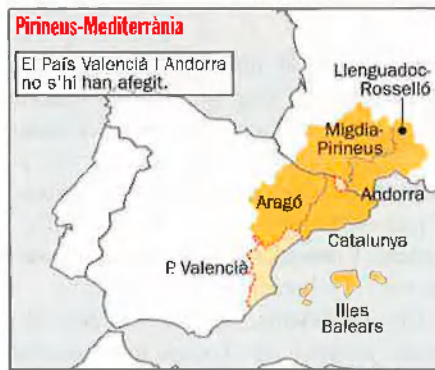 Pirineus-Mediterrània
El País Valencià I Andorra
no s'hi han afegit.
Llenguadoc-
Rosselló
Migdia-
Pirineus
Aragó
Andorra
Catalunya
P. Valencià
Illes
Balears